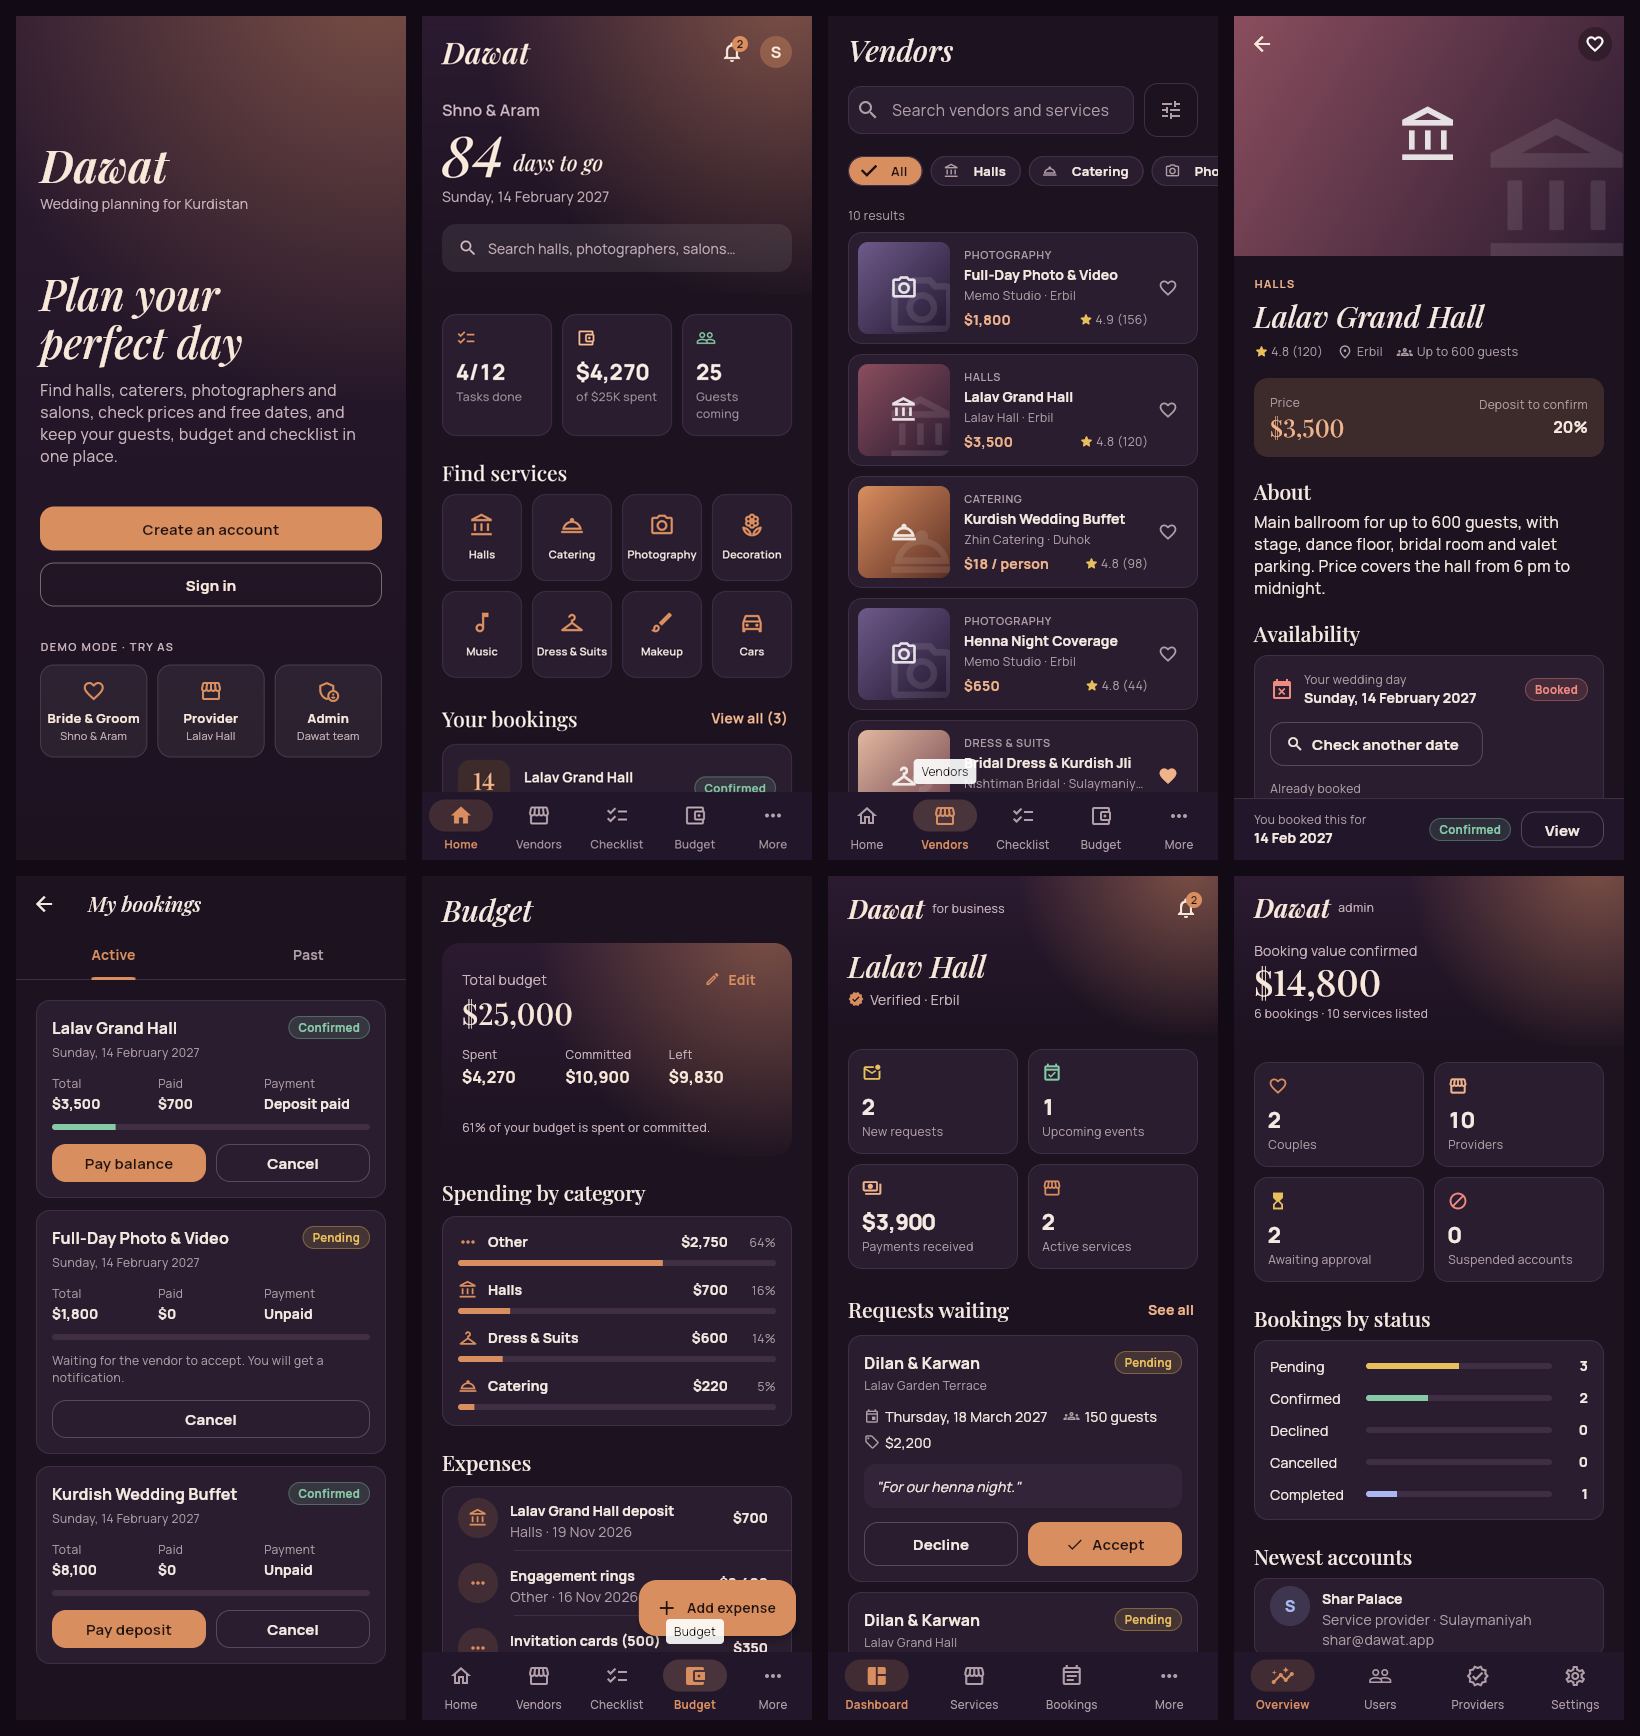 Dawat
Wedding planning for Kurdistan
Plan your
perfect day
Find halls, caterers, photographers and
salons, check prices and free dates, and
keep your guests, budget and checklist in
one place.
Create an account
Sign in
DEMO MODE · TRY AS
Bride & Groom
Shno & Aram
Provider
Lalav Hall
Admin
Dawat team
Dawat
2
S
Shno & Aram
84 days to go
Sunday, 14 February 2027
Search halls, photographers, salons...
4/12
Tasks done
$4,270
of $25K spent
25
Guests
coming
Find services
Halls
Catering
Photography
Decoration
Music
Dress & Suits
Makeup
Cars
Your bookings
View all (3)
14
Lalav Grand Hall
Confirmed
Home
Vendors
Checklist
Budget
More
Vendors
Search vendors and services
All
Halls
Catering
Pho
10 results
PHOTOGRAPHY
Full-Day Photo & Video
Memo Studio · Erbil
$1,800
4.9 (156)
HALLS
Lalav Grand Hall
Lalav Hall · Erbil
$3,500
4.8 (120)
CATERING
Kurdish Wedding Buffet
Zhin Catering · Duhok
$18 / person
4.8 (98)
PHOTOGRAPHY
Henna Night Coverage
Memo Studio · Erbil
$650
4.8 (44)
DRESS & SUITS
Bridal Dress & Kurdish Jli
Nishtiman Bridal · Sulaymaniy...
Vendors
Home
Vendors
Checklist
Budget
More
HALLS
Lalav Grand Hall
4.8 (120)
Erbil
Up to 600 guests
Price
$3,500
Deposit to confirm
20%
About
Main ballroom for up to 600 guests, with
stage, dance floor, bridal room and valet
parking. Price covers the hall from 6 pm to
midnight.
Availability
Your wedding day
Sunday, 14 February 2027
Booked
Check another date
Already booked
You booked this for
14 Feb 2027
Confirmed
View
My bookings
Active
Past
Lalav Grand Hall
Confirmed
Sunday, 14 February 2027
Total
Paid
Payment
$3,500
$700
Deposit paid
Pay balance
Cancel
Full-Day Photo & Video
Pending
Sunday, 14 February 2027
Total
Paid
Payment
$1,800
$0
Unpaid
Waiting for the vendor to accept. You will get a
notification.
Cancel
Kurdish Wedding Buffet
Confirmed
Sunday, 14 February 2027
Total
Paid
Payment
$8,100
$0
Unpaid
Pay deposit
Cancel
Budget
Total budget
Edit
$25,000
Spent
Committed
Left
$4,270
$10,900
$9,830
61% of your budget is spent or committed.
Spending by category
Other
$2,750
64%
Halls
$700
16%
Dress & Suits
$600
14%
Catering
$220
5%
Expenses
Lalav Grand Hall deposit
Halls · 19 Nov 2026
$700
Engagement rings
Other · 16 Nov 2026
Add expense
Budget
Invitation cards (500)
$350
Home
Vendors
Checklist
Budget
More
Dawat for business
2
Lalav Hall
Verified · Erbil
2
New requests
1
Upcoming events
$3,900
Payments received
2
Active services
Requests waiting
See all
Dilan & Karwan
Pending
Lalav Garden Terrace
Thursday, 18 March 2027
150 guests
$2,200
"For our henna night."
Decline
Accept
Dilan & Karwan
Pending
Lalav Grand Hall
Dashboard
Services
Bookings
More
Dawat admin
Booking value confirmed
$14,800
6 bookings · 10 services listed
2
Couples
10
Providers
2
Awaiting approval
0
Suspended accounts
Bookings by status
Pending
3
Confirmed
2
Declined
0
Cancelled
0
Completed
1
Newest accounts
S
Shar Palace
Service provider · Sulaymaniyah
shar@dawat.app
Overview
Users
Providers
Settings